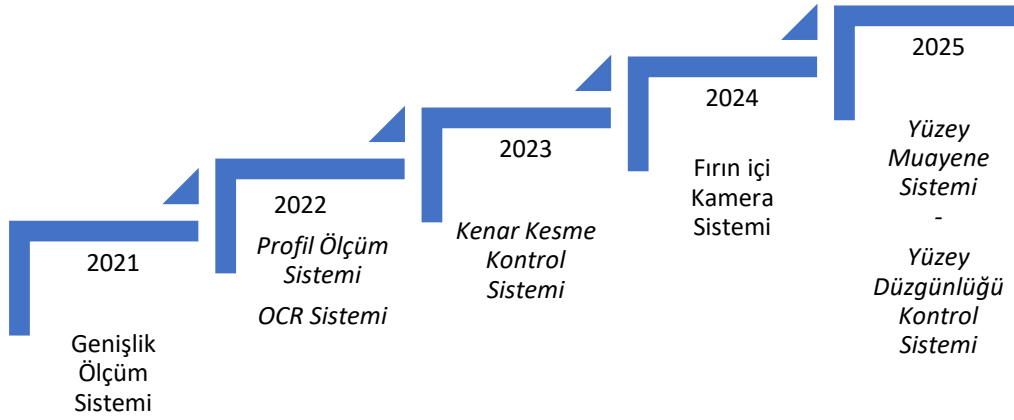 2021
Genişlik
Ölçüm
Sistemi
2022
Profil Ölçüm
Sistemi
OCR Sistemi
2023
Kenar Kesme
Kontrol
Sistemi
2024
Fırın içi
Kamera
Sistemi
2025
Yüzey
Muayene
Sistemi
-
Yüzey
Düzgünlüğü
Kontrol
Sistemi